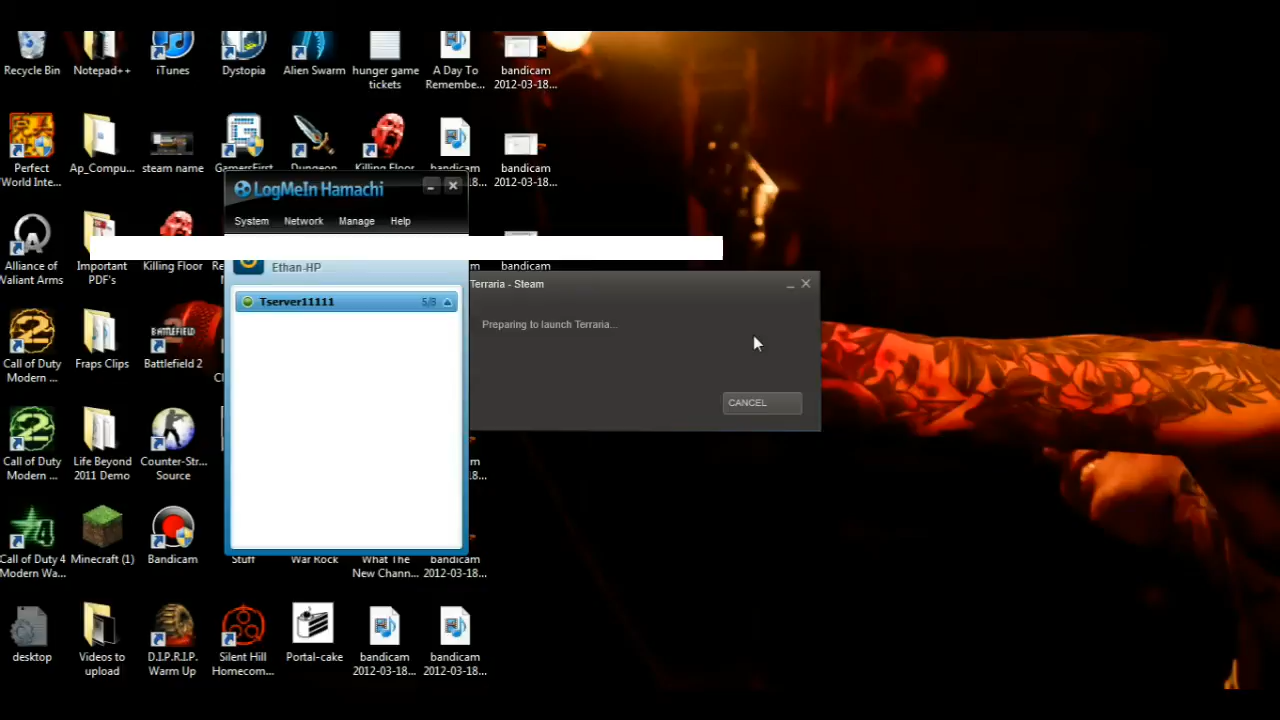 Recycle Bin
Notepad++
iTunes
Dystopia
Alien Swarm
hunger game
tickets
A Day To
Remembe...
bandicam
2012-03-18...
Perfect
World Inte...
Ap_Compu...
steam name
GamersFirst
Dungeon
Killing Floor
bandicam
bandicam
2012-03-18...
LogMeIn Hamachi
System
Network
Manage
Help
Alliance of
Valiant Arms
Important
PDF's
Killing Floor
bandicam
Ethan-HP
Tserver11111
5/8
Terraria - Steam
Preparing to launch Terraria...
CANCEL
Call of Duty
Modern ...
Fraps Clips
BATTLEFIELD
Battlefield 2
Call of Duty
Modern ...
Life Beyond
2011 Demo
Counter-Str...
Source
Call of Duty 4
Modern Wa...
Minecraft (1)
Bandicam
Stuff
War Rock
What The
New Chann...
bandicam
2012-03-18...
desktop
Videos to
upload
D.I.P.R.I.P.
Warm Up
Silent Hill
Homecom...
Portal-cake
bandicam
2012-03-18...
bandicam
2012-03-18...